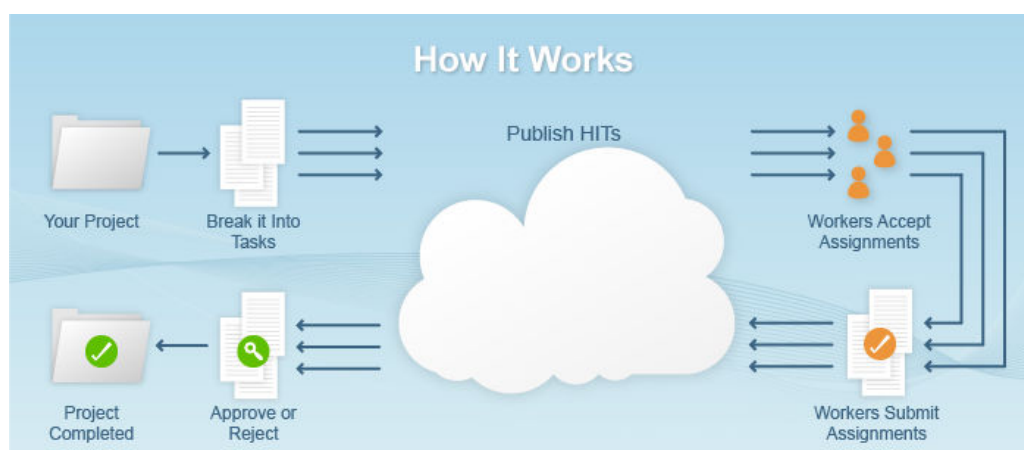 How It Works
Publish HITs
Your Project
Break it Into
Tasks
Workers Accept
Assignments
Project
Completed
Approve or
Reject
Workers Submit
Assignments